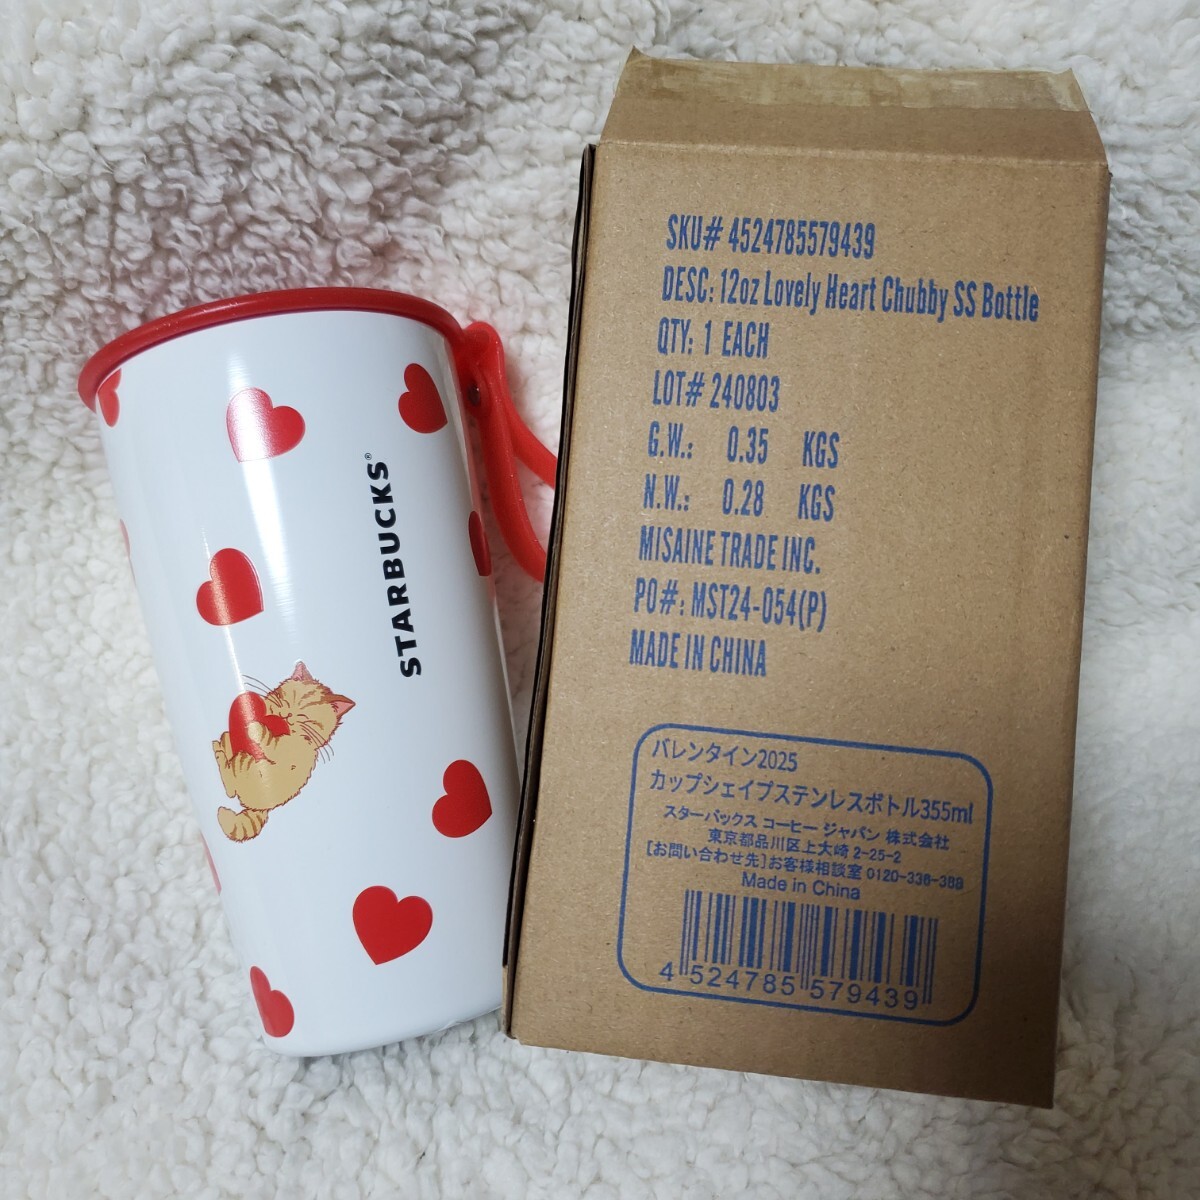 STARBUCKS®
SKU# 4524785579439
DESC: 12oz Lovely Heart Chubby SS Bottle
QTY: 1 EACH
LOT# 240803
G.W.: 0.35 KGS
N.W.: 0.28 KGS
MISAINE TRADE INC.
PO#: MST24-054(P)
MADE IN CHINA
バレンタイン2025
カップシェイプステンレスボトル355ml
スターバックス コーヒー ジャパン 株式会社
東京都品川区上大崎 2-25-2
[お問い合わせ先]お客様相談室 0120-336-388
Made in China
4 524785 579439